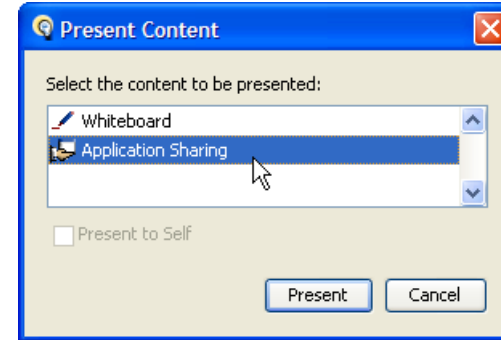 Present Content
Select the content to be presented:
Whiteboard
Application Sharing
Present to Self
Present Cancel